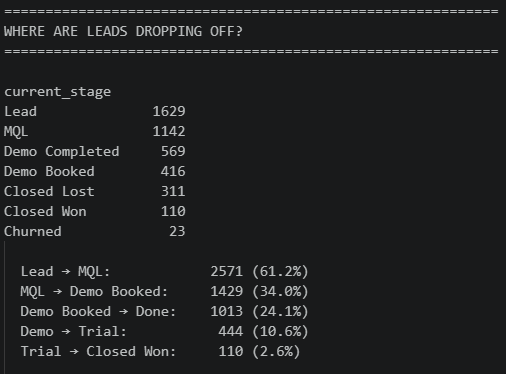 ============================================================
WHERE ARE LEADS DROPPING OFF?
============================================================
current_stage
Lead 1629
MQL 1142
Demo Completed 569
Demo Booked 416
Closed Lost 311
Closed Won 110
Churned 23
Lead → MQL: 2571 (61.2%)
MQL → Demo Booked: 1429 (34.0%)
Demo Booked → Done: 1013 (24.1%)
Demo → Trial: 444 (10.6%)
Trial → Closed Won: 110 (2.6%)